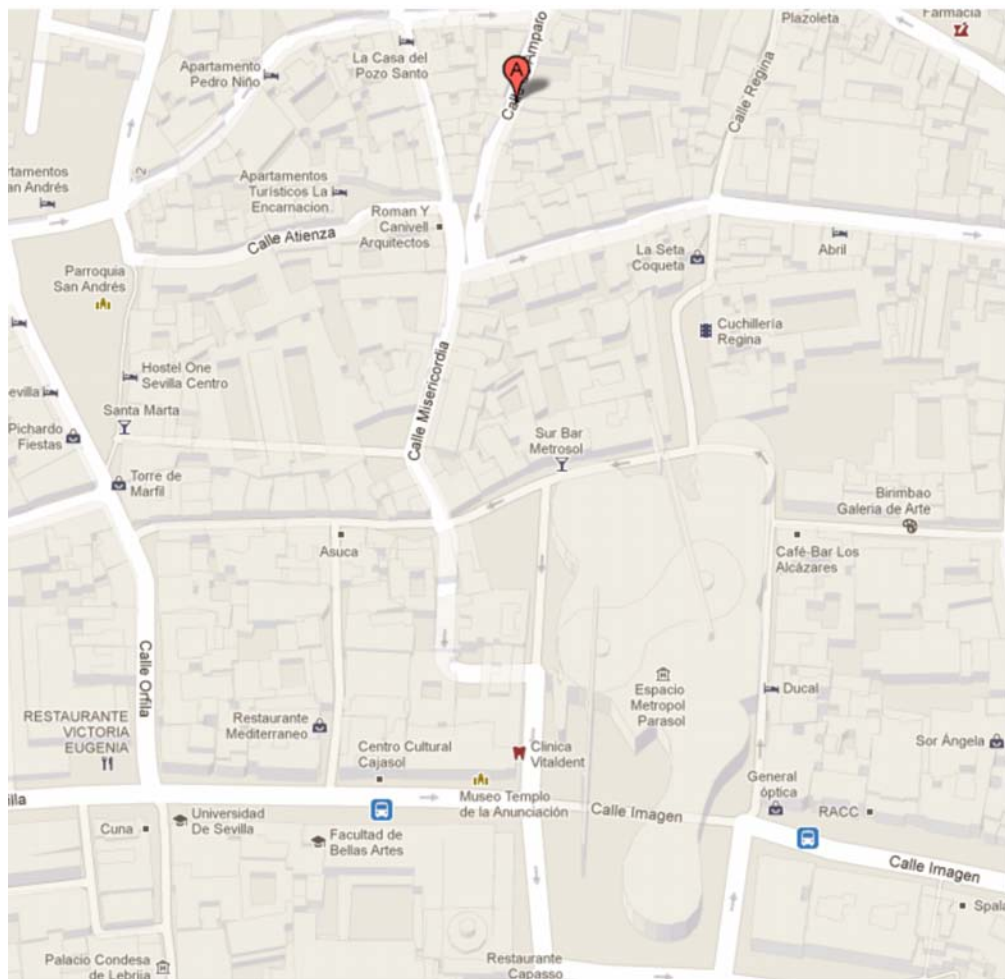 Plazoleta
Farmacia
La Casa del
Pozo Santo
Apartamento
Pedro Niño
A
Calle
Amparo
Calle Regina
rtamentos
an Andrés
2
Apartamentos
Turísticos La
Encarnacion
Roman Y
Canivell
Arquitectos
Calle Atienza
La Seta
Coqueta
Abril
Parroquia
San Andrés
Cuchillería
Regina
Calle Misericordia
Hostel One
Sevilla Centro
evilla
Santa Marta
Pichardo
Fiestas
Sur Bar
Metrosol
Torre de
Marfil
Birimbao
Galeria de Arte
Asuca
Café-Bar Los
Alcázares
Calle Orfila
Espacio
Metropol
Parasol
Ducal
RESTAURANTE
VICTORIA
EUGENIA
Restaurante
Mediterraneo
Sor Ángela
Centro Cultural
Cajasol
Clinica
Vitaldent
General
óptica
illa
Museo Templo
de la Anunciación
Calle Imagen
RACC
Cuna
Universidad
De Sevilla
Facultad de
Bellas Artes
Calle Imagen
Spala
Palacio Condesa
de Lebrija
Restaurante
Capasso